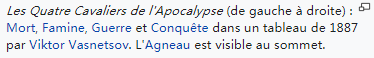 Les Quatre Cavaliers de l'Apocalypse (de gauche à droite) :
Mort, Famine, Guerre et Conquête dans un tableau de 1887
par Viktor Vasnetsov. L'Agneau est visible au sommet.